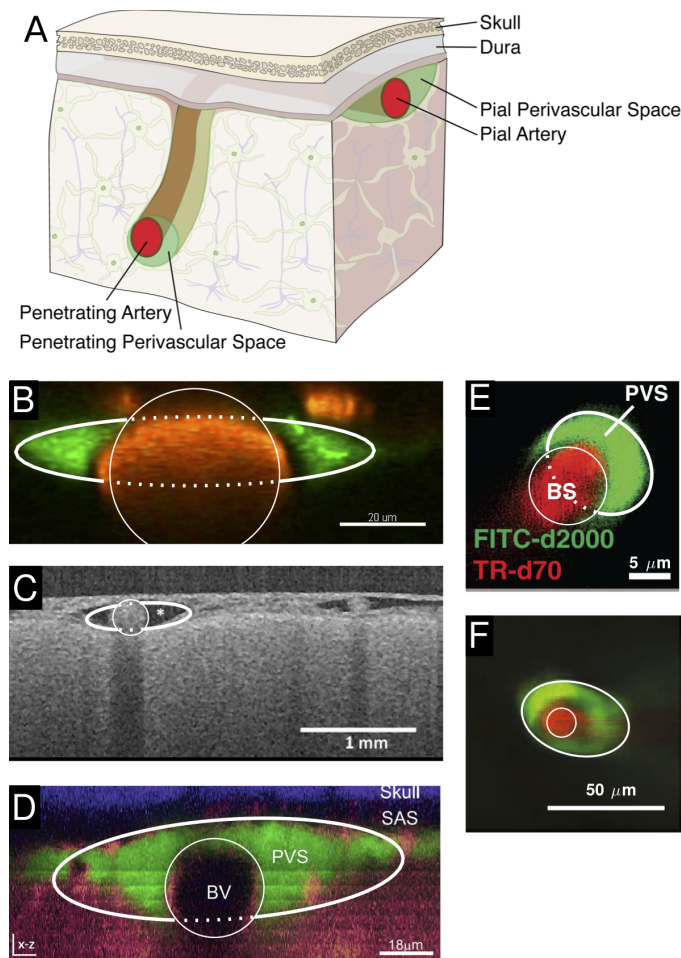 A
Skull
Dura
Pial Perivascular Space
Pial Artery
Penetrating Artery
Penetrating Perivascular Space
B
20 um
C
*
1 mm
D
Skull
SAS
PVS
BV
x-z
18µm
E
PVS
BS
FITC-d2000
TR-d70
5 µm
F
50 µm